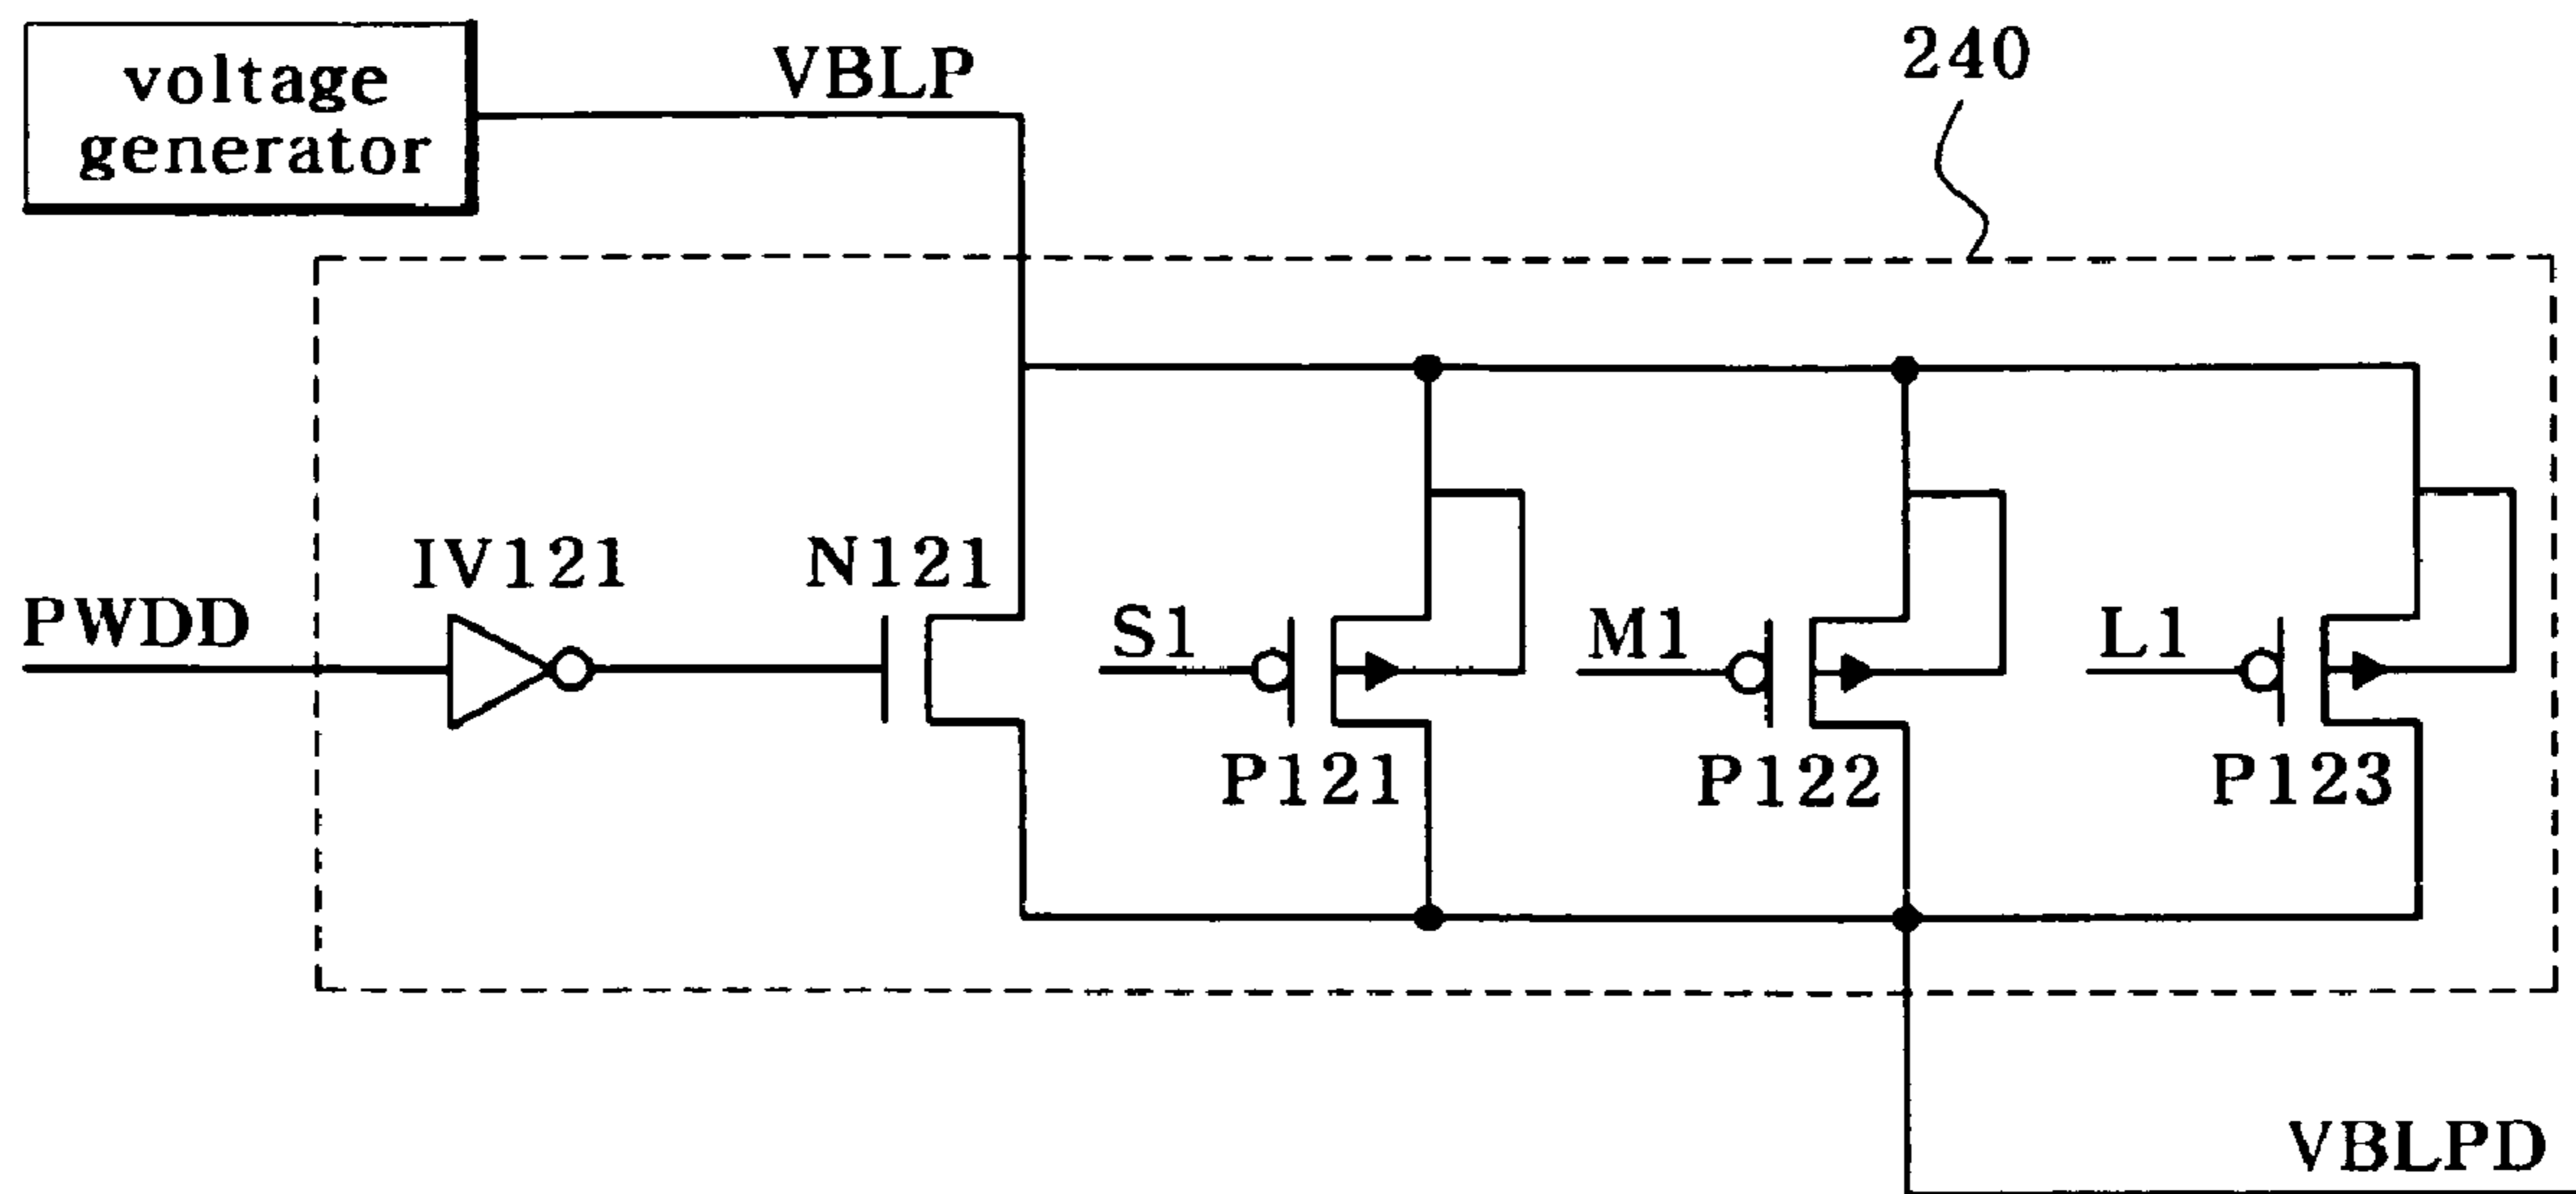 voltage
generator
VBLP
240
IV121
N121
PWDD
S1
M1
L1
P121
P122
P123
VBLPD